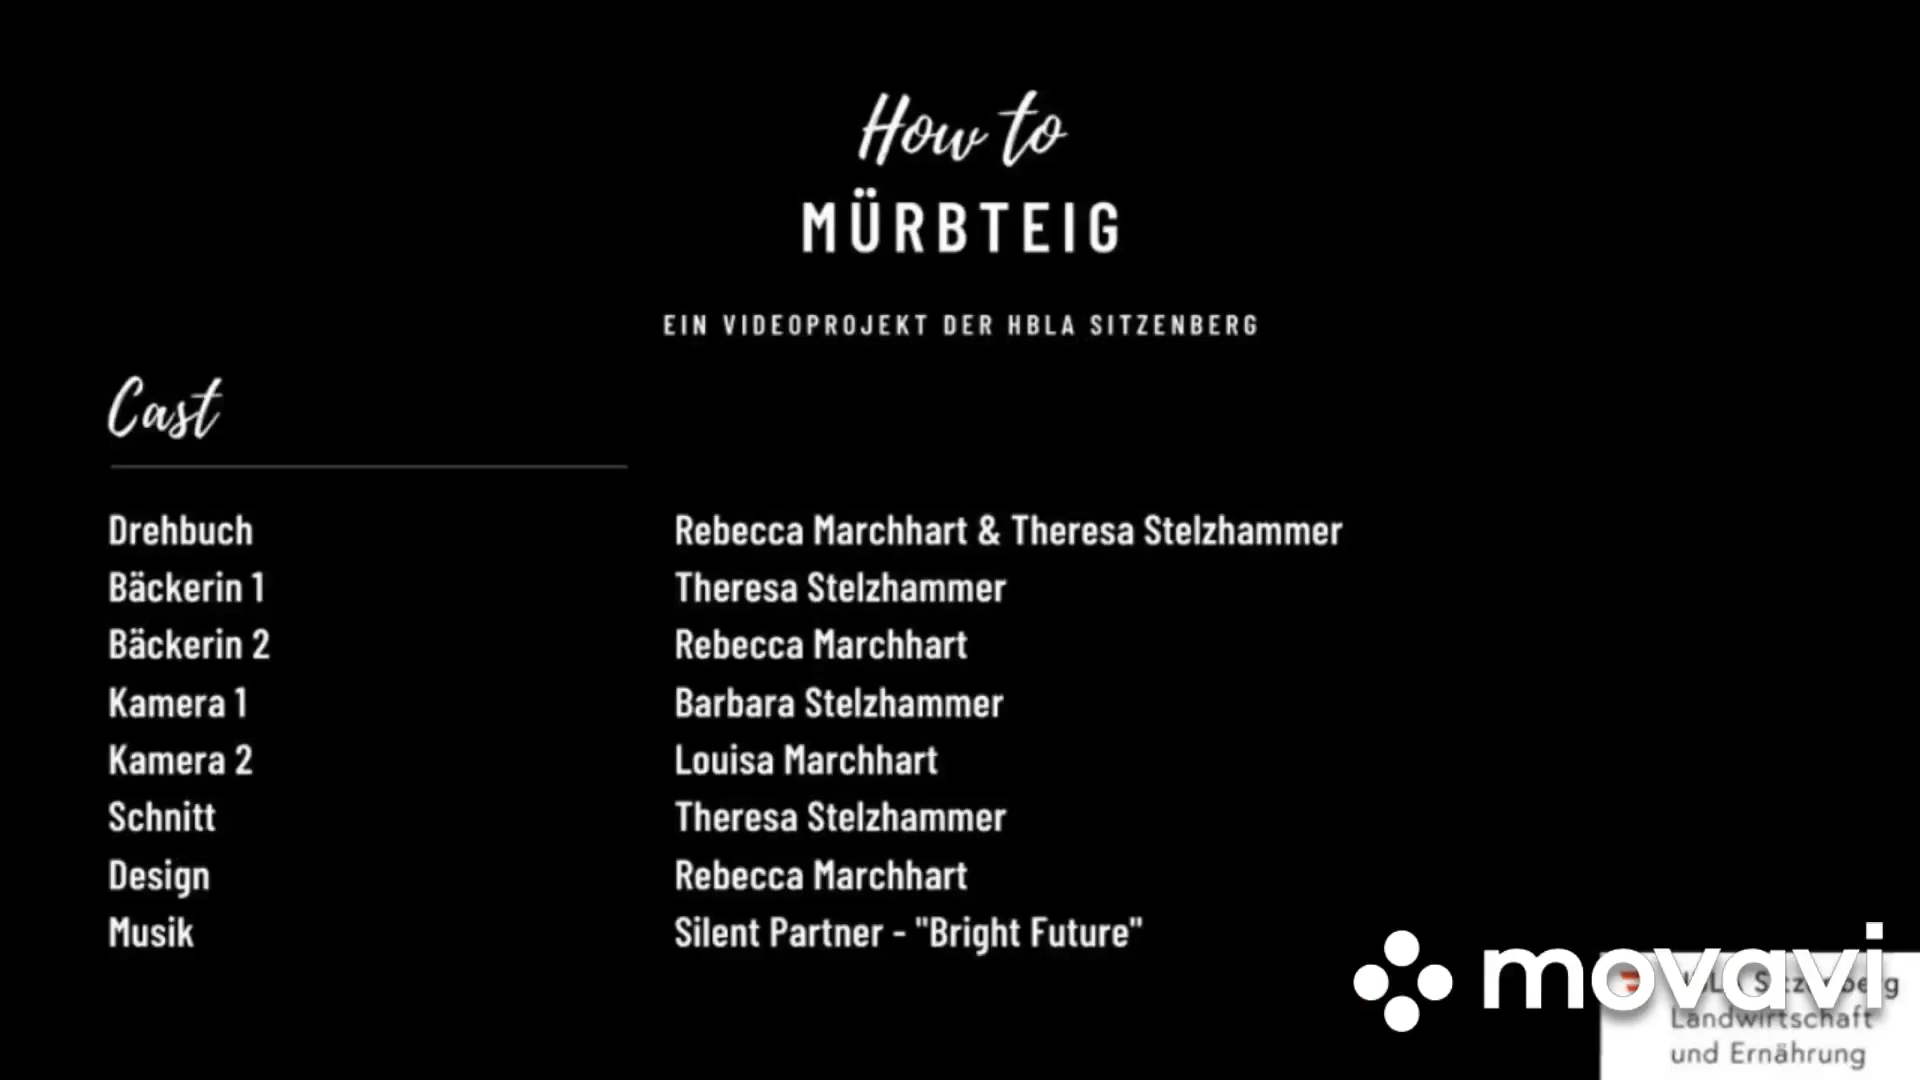 How to
MÜRBTEIG
EIN VIDEOPROJEKT DER HBLA SITZENBERG
Cast
Drehbuch Rebecca Marchhart & Theresa Stelzhammer
Bäckerin 1 Theresa Stelzhammer
Bäckerin 2 Rebecca Marchhart
Kamera 1 Barbara Stelzhammer
Kamera 2 Louisa Marchhart
Schnitt Theresa Stelzhammer
Design Rebecca Marchhart
Musik Silent Partner - "Bright Future"
movavi
HBLA Sitzenberg
Landwirtschaft
und Ernährung